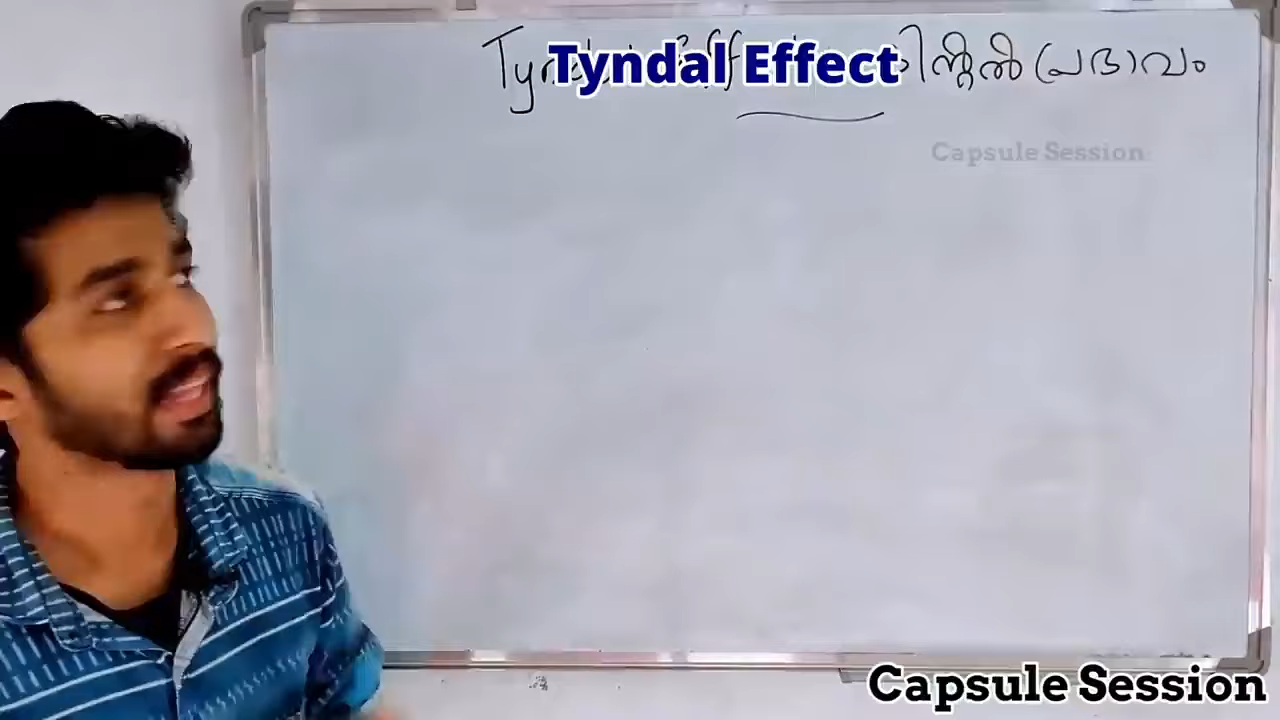 Tyndal Effect
പ്രഭാവം
Capsule Session
Capsule Session